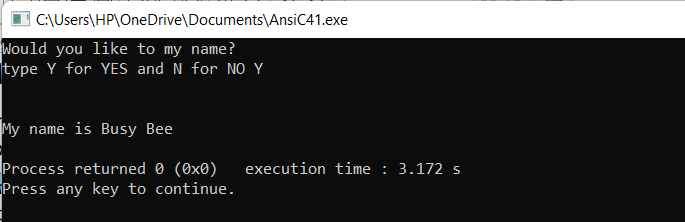 C:\Users\HP\OneDrive\Documents\AnsiC41.exe
Would you like to my name?
type Y for YES and N for NO Y
My name is Busy Bee
Process returned 0 (0x0)   execution time : 3.172 s
Press any key to continue.